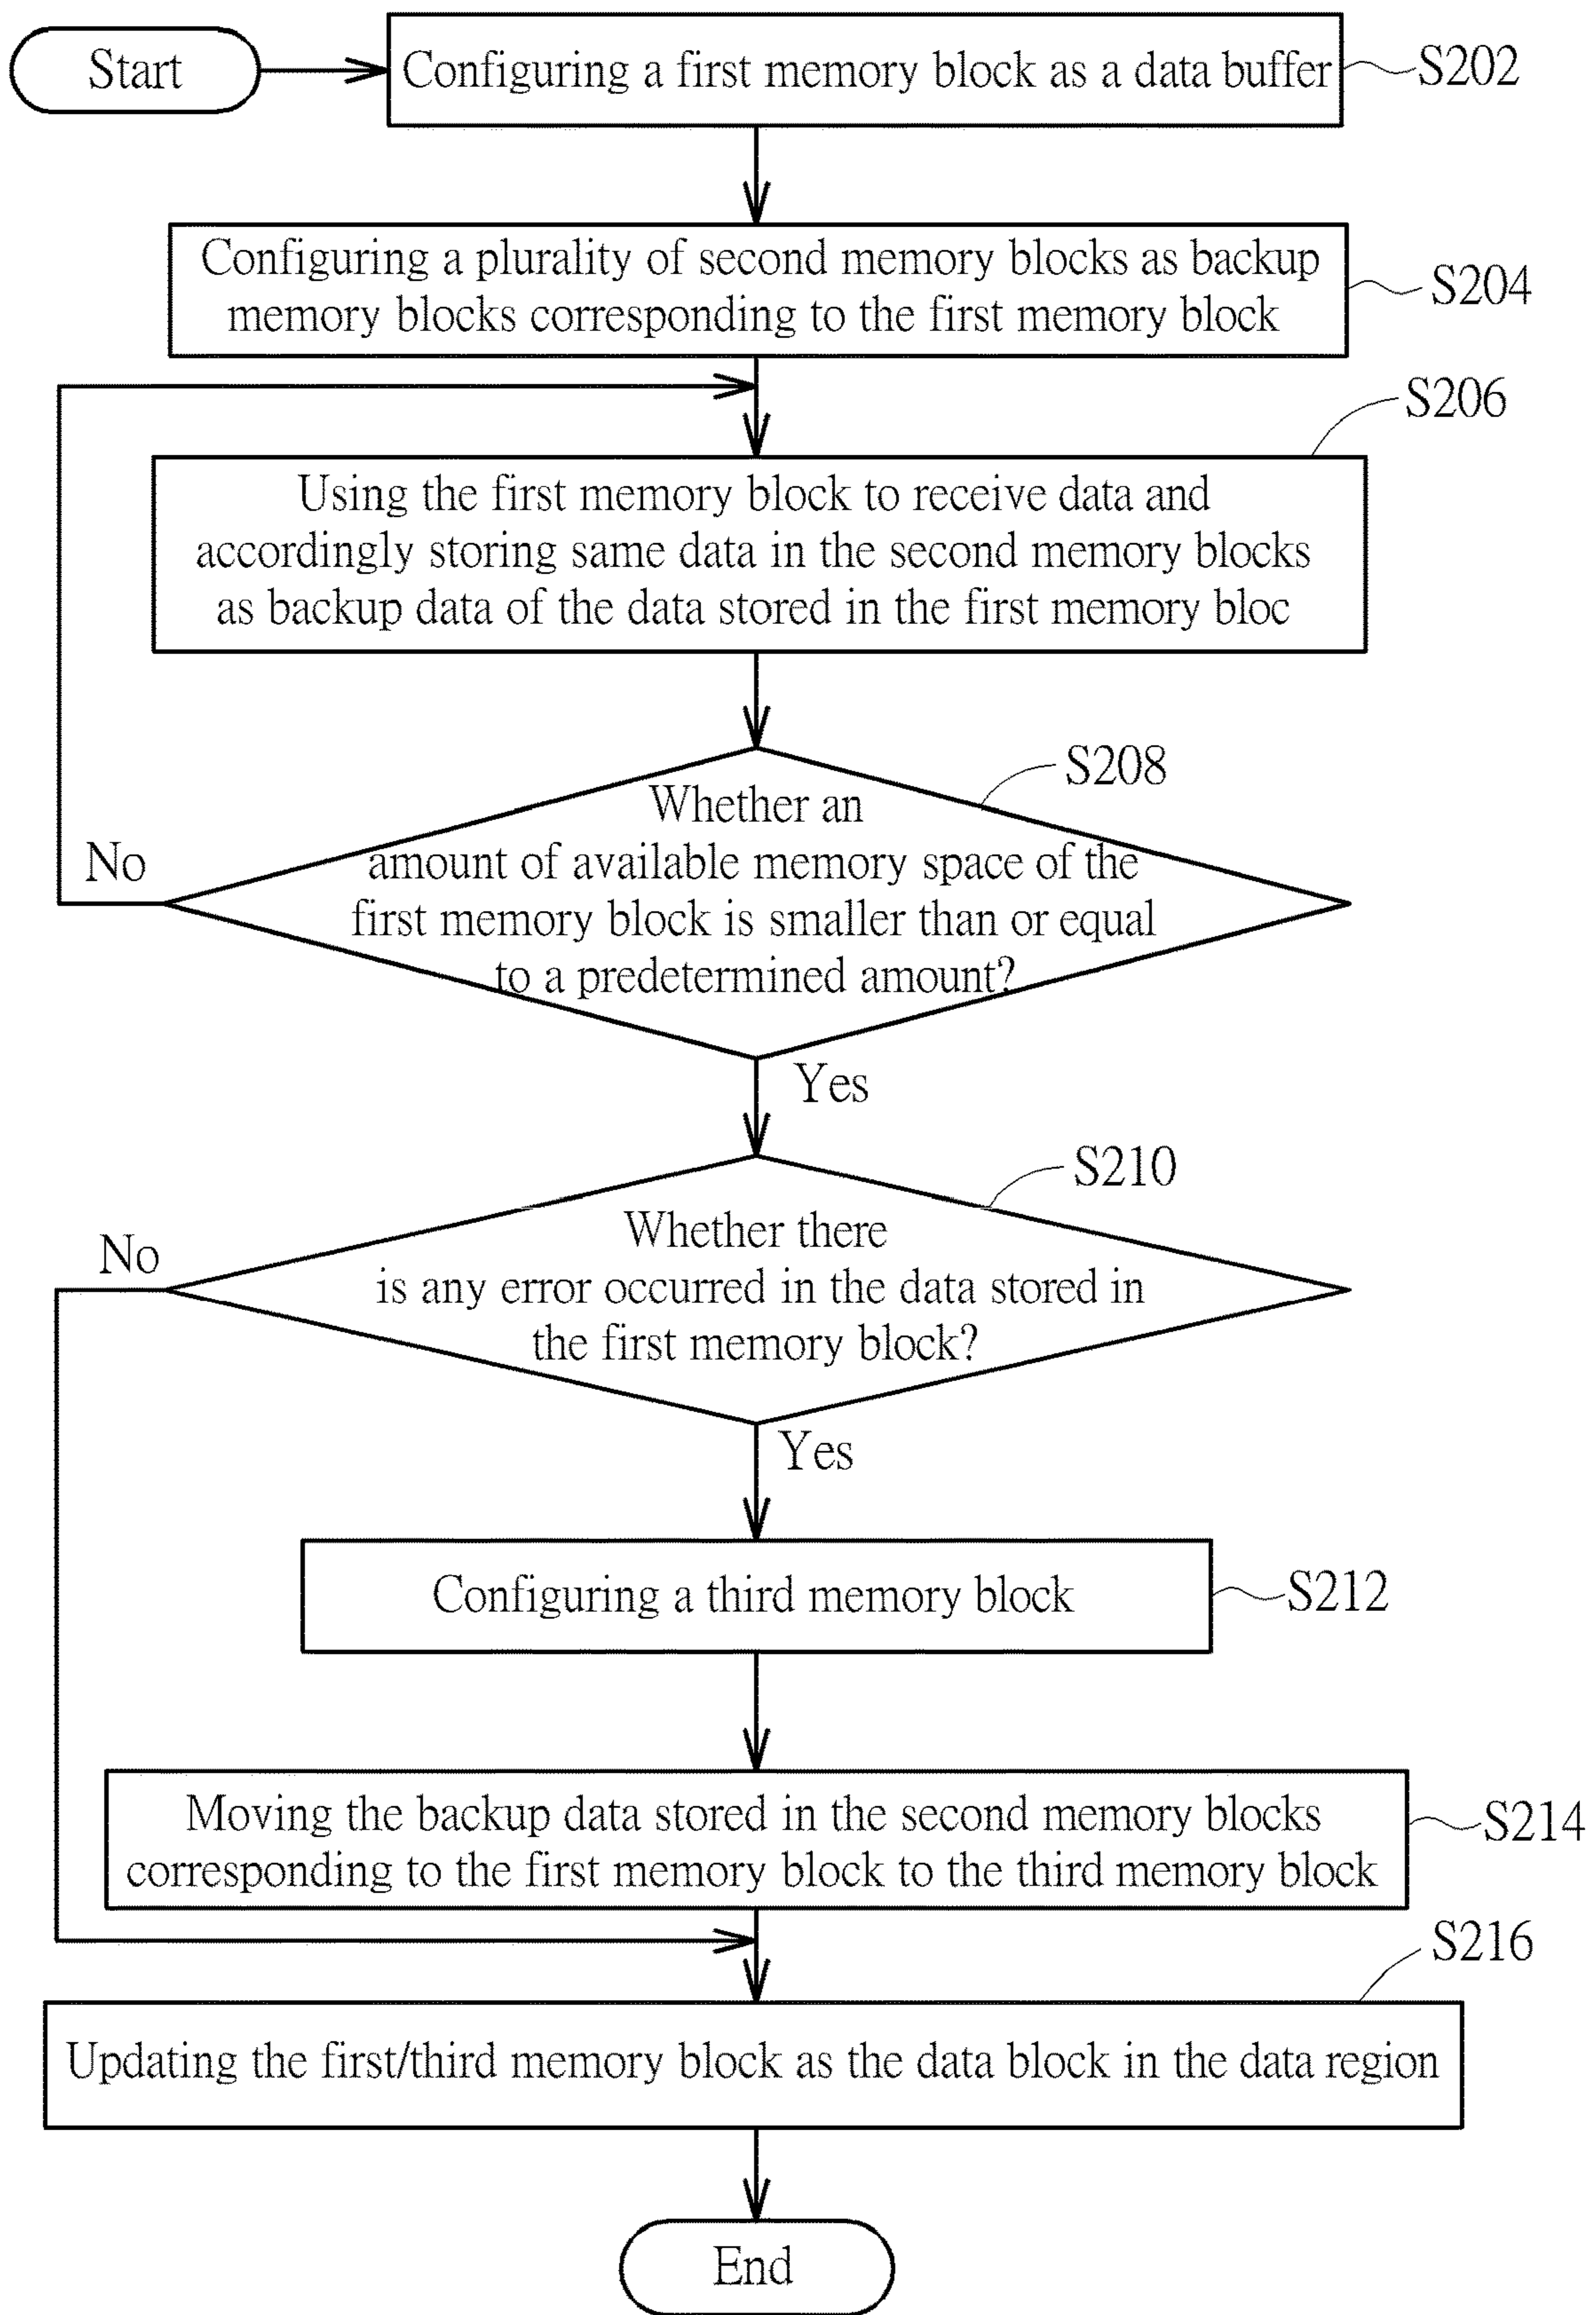 Start
Configuring a first memory block as a data buffer
S202
Configuring a plurality of second memory blocks as backup
memory blocks corresponding to the first memory block
S204
S206
Using the first memory block to receive data and
accordingly storing same data in the second memory blocks
as backup data of the data stored in the first memory bloc
S208
Whether an
amount of available memory space of the
first memory block is smaller than or equal
to a predetermined amount?
No
Yes
S210
Whether there
is any error occurred in the data stored in
the first memory block?
No
Yes
Configuring a third memory block
S212
Moving the backup data stored in the second memory blocks
corresponding to the first memory block to the third memory block
S214
S216
Updating the first/third memory block as the data block in the data region
End